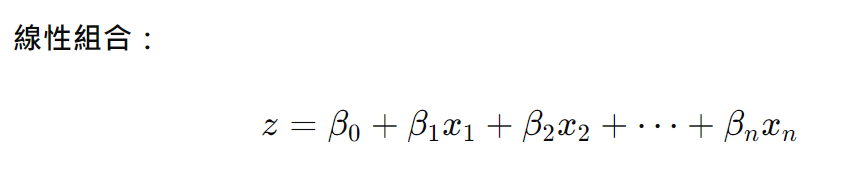 線性組合：
z = β₀ + β₁x₁ + β₂x₂ + ⋯ + βₙxₙ